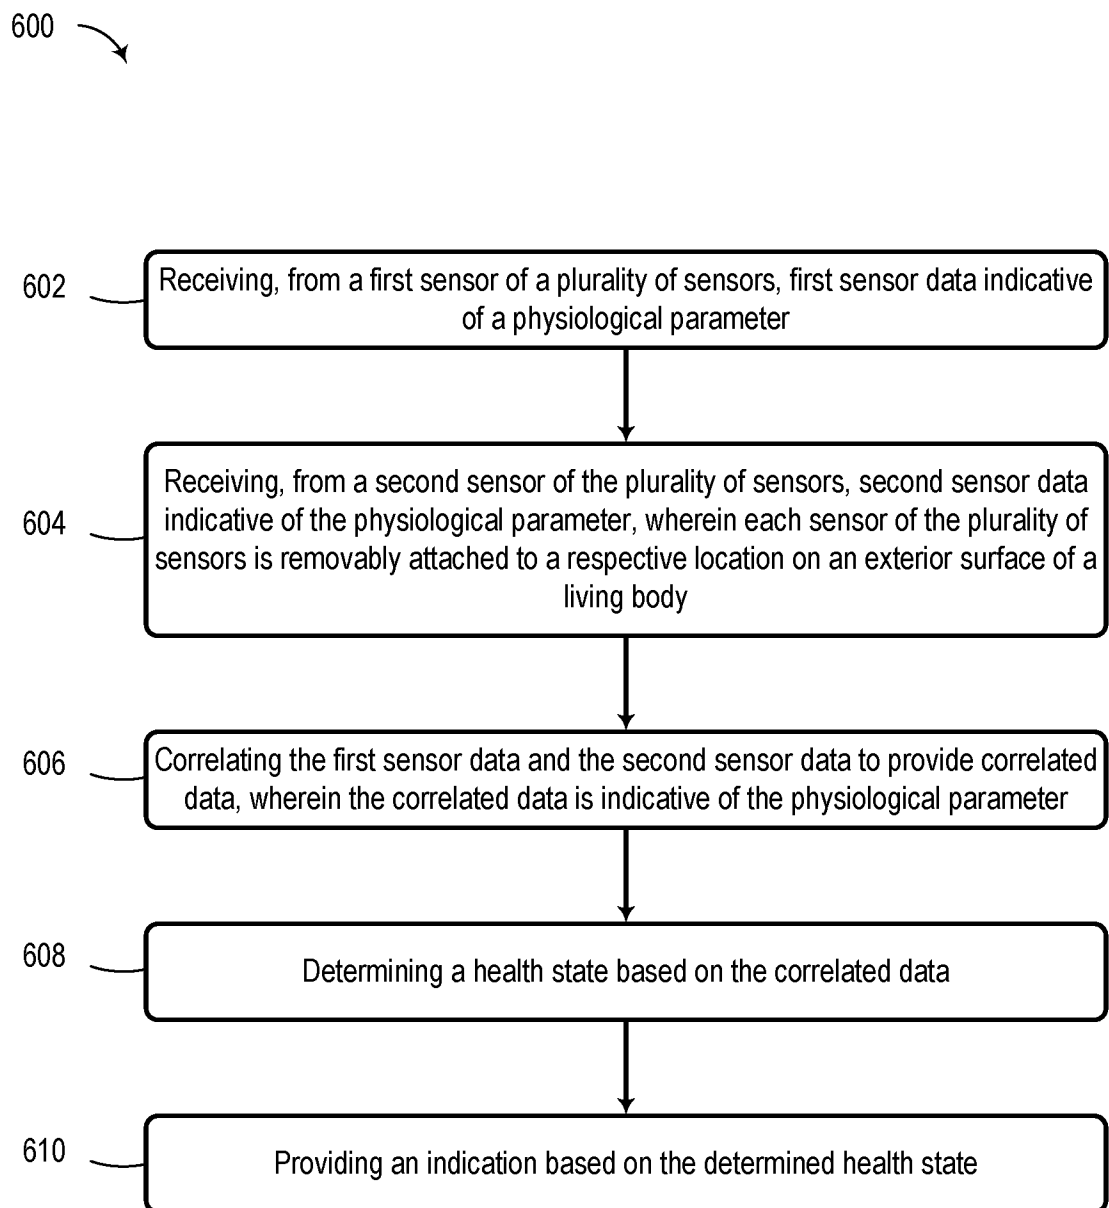 600
602
Receiving, from a first sensor of a plurality of sensors, first sensor data indicative
of a physiological parameter
604
Receiving, from a second sensor of the plurality of sensors, second sensor data
indicative of the physiological parameter, wherein each sensor of the plurality of
sensors is removably attached to a respective location on an exterior surface of a
living body
606
Correlating the first sensor data and the second sensor data to provide correlated
data, wherein the correlated data is indicative of the physiological parameter
608
Determining a health state based on the correlated data
610
Providing an indication based on the determined health state